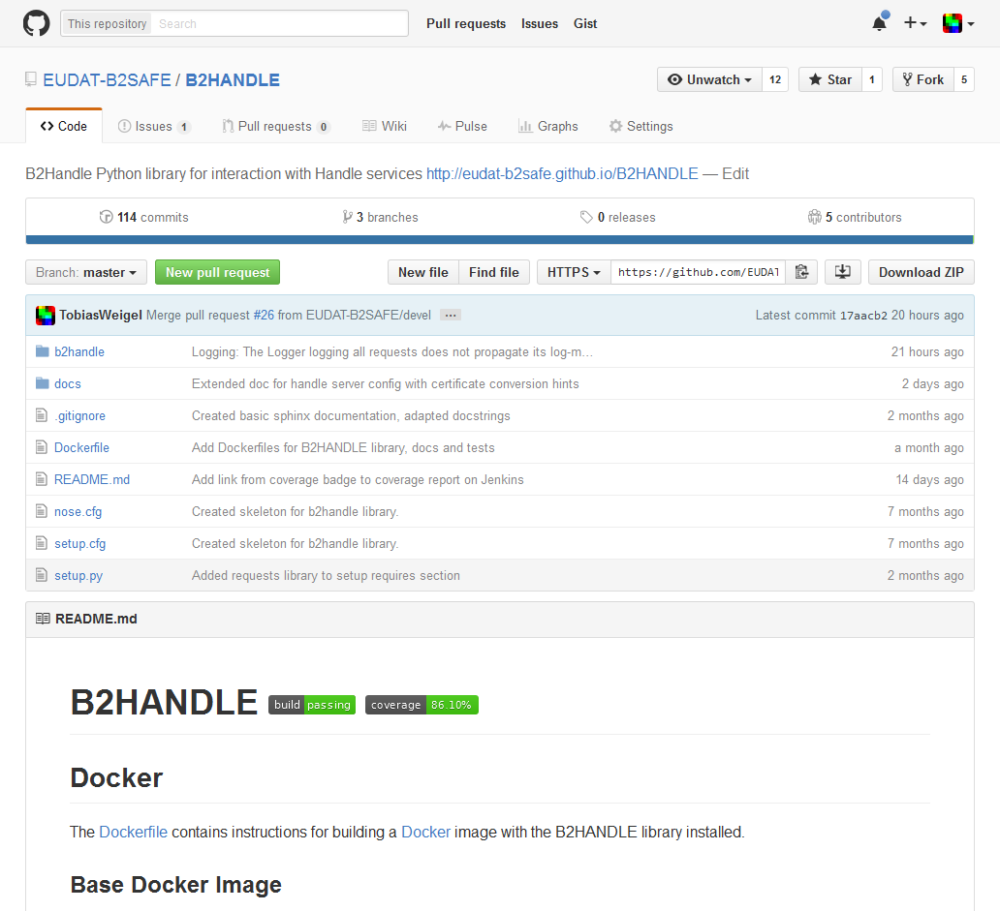 This repository Search Pull requests Issues Gist
EUDAT-B2SAFE / B2HANDLE Unwatch 12 Star 1 Fork 5
Code Issues 1 Pull requests 0 Wiki Pulse Graphs Settings
B2Handle Python library for interaction with Handle services http://eudat-b2safe.github.io/B2HANDLE — Edit
114 commits 3 branches 0 releases 5 contributors
Branch: master New pull request New file Find file HTTPS https://github.com/EUDAT Download ZIP
TobiasWeigel Merge pull request #26 from EUDAT-B2SAFE/devel ... Latest commit 17aacb2 20 hours ago
b2handle Logging: The Logger logging all requests does not propagate its log-m… 21 hours ago
docs Extended doc for handle server config with certificate conversion hints 2 days ago
.gitignore Created basic sphinx documentation, adapted docstrings 2 months ago
Dockerfile Add Dockerfiles for B2HANDLE library, docs and tests a month ago
README.md Add link from coverage badge to coverage report on Jenkins 14 days ago
nose.cfg Created skeleton for b2handle library. 7 months ago
setup.cfg Created skeleton for b2handle library. 7 months ago
setup.py Added requests library to setup requires section 2 months ago
README.md
B2HANDLE build passing coverage 86.10%
Docker
The Dockerfile contains instructions for building a Docker image with the B2HANDLE library installed.
Base Docker Image